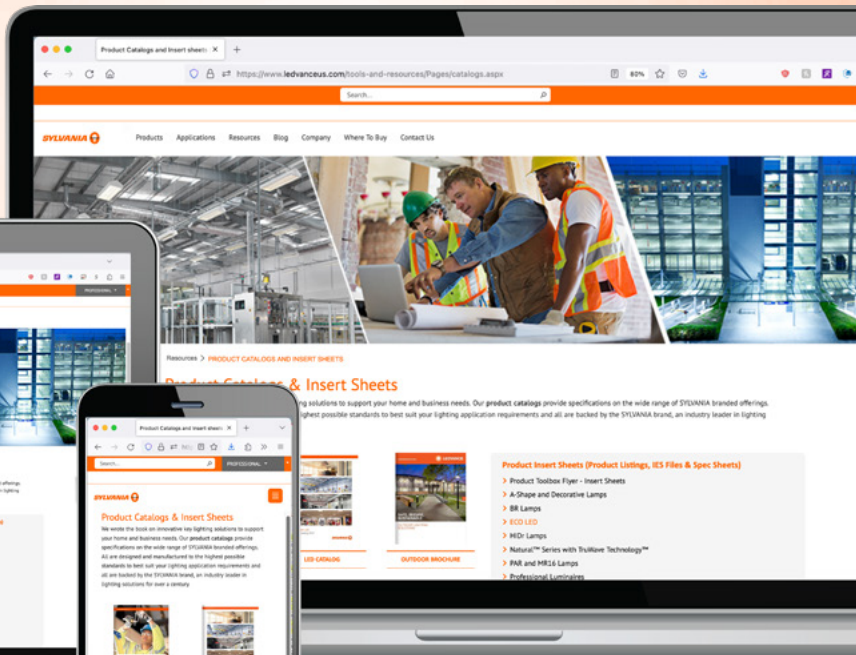 Product Catalogs and Insert sheets
https://www.ledvanceus.com/tools-and-resources/Pages/catalogs.aspx
80%
Search...
SYLVANIA
Products Applications Resources Blog Company Where To Buy Contact Us
PROFESSIONAL
Resources > PRODUCT CATALOGS AND INSERT SHEETS
Product Catalogs & Insert Sheets
ing solutions to support your home and business needs. Our product catalogs provide specifications on the wide range of SYLVANIA branded offerings.
ighest possible standards to best suit your lighting application requirements and all are backed by the SYLVANIA brand, an industry leader in lighting
LEDVANCE
LED CATALOG
OUTDOOR BROCHURE
Product Insert Sheets (Product Listings, IES Files & Spec Sheets)
> Product Toolbox Flyer - Insert Sheets
> A-Shape and Decorative Lamps
> BR Lamps
> ECO LED
> HIDr Lamps
> Natural™ Series with TruWave Technology™
> PAR and MR16 Lamps
> Professional Luminaires
Product Catalogs and Insert sheets
Search...
PROFESSIONAL
SYLVANIA
Product Catalogs & Insert Sheets
We wrote the book on innovative key lighting solutions to support
your home and business needs. Our product catalogs provide
specifications on the wide range of SYLVANIA branded offerings.
All are designed and manufactured to the highest possible
standards to best suit your lighting application requirements and
all are backed by the SYLVANIA brand, an industry leader in
lighting solutions for over a century.